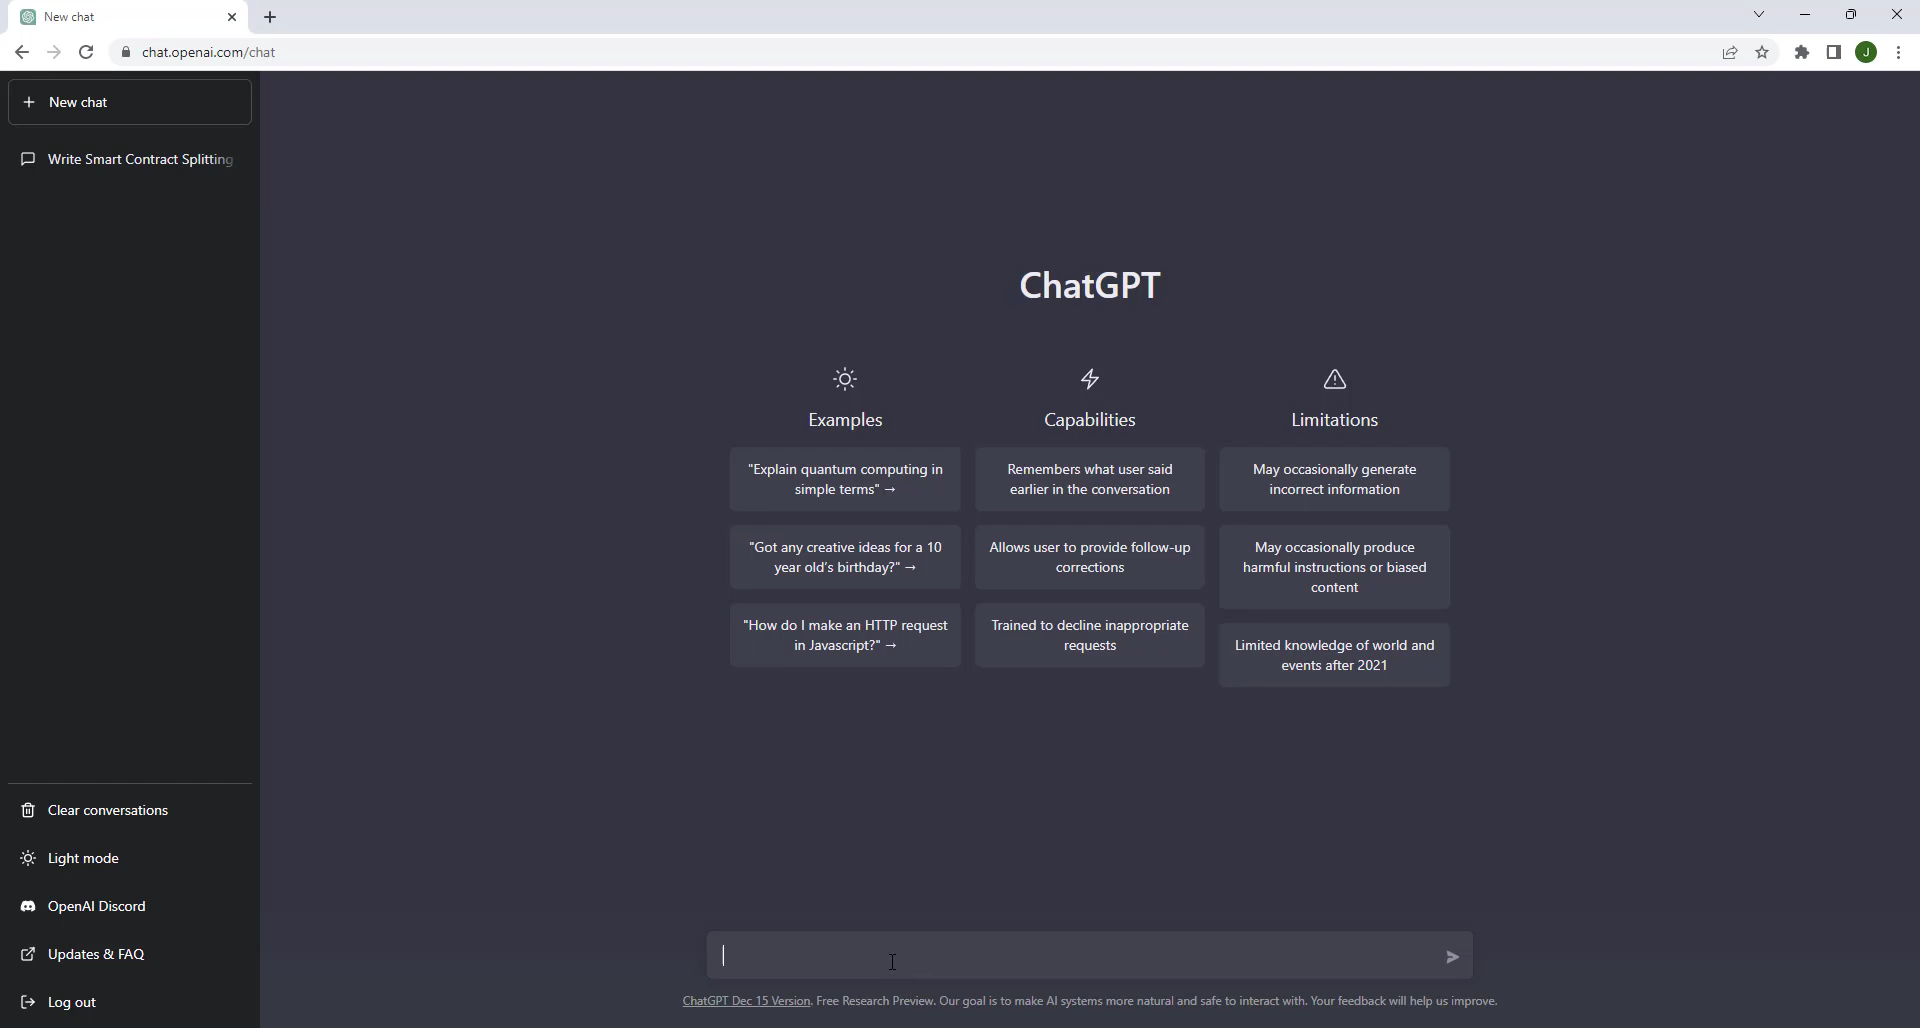 New chat
chat.openai.com/chat
J
New chat
Write Smart Contract Splitting
ChatGPT
Examples
"Explain quantum computing in
simple terms" →
"Got any creative ideas for a 10
year old's birthday?" →
"How do I make an HTTP request
in Javascript?" →
Capabilities
Remembers what user said
earlier in the conversation
Allows user to provide follow-up
corrections
Trained to decline inappropriate
requests
Limitations
May occasionally generate
incorrect information
May occasionally produce
harmful instructions or biased
content
Limited knowledge of world and
events after 2021
Clear conversations
Light mode
OpenAI Discord
Updates & FAQ
Log out
ChatGPT Dec 15 Version. Free Research Preview. Our goal is to make AI systems more natural and safe to interact with. Your feedback will help us improve.